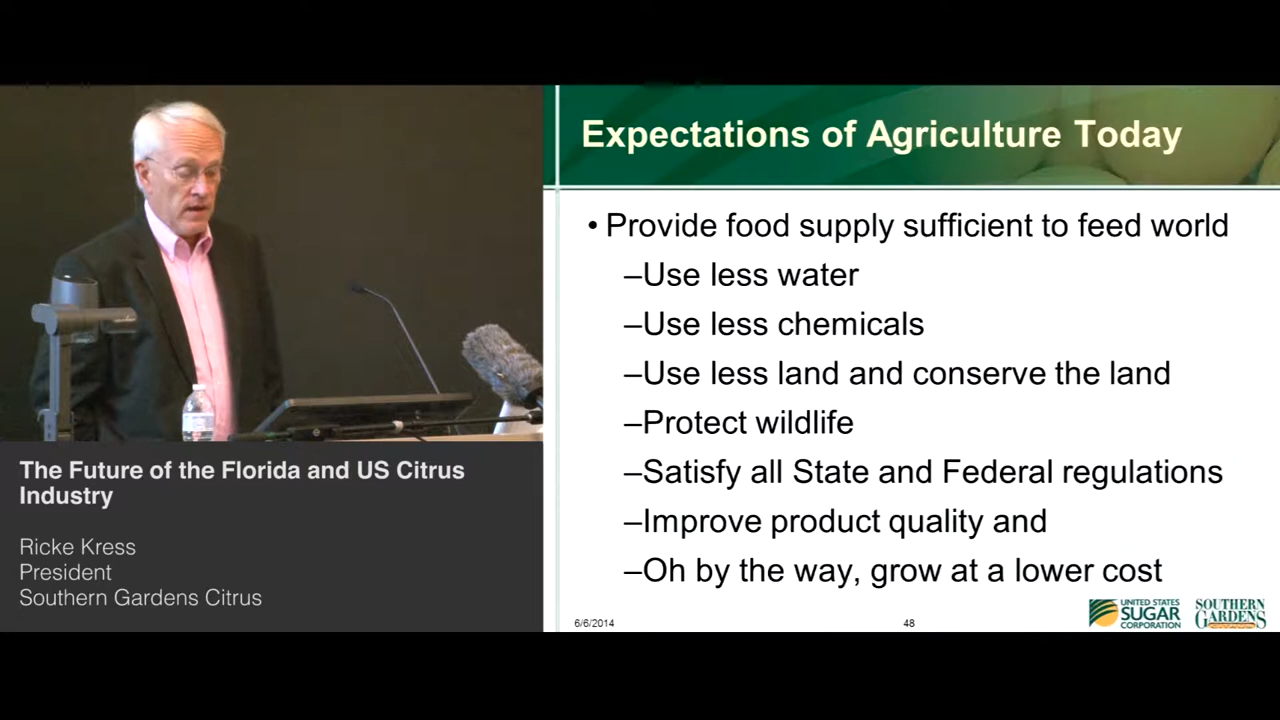 Expectations of Agriculture Today
• Provide food supply sufficient to feed world
–Use less water
–Use less chemicals
–Use less land and conserve the land
–Protect wildlife
–Satisfy all State and Federal regulations
–Improve product quality and
–Oh by the way, grow at a lower cost
6/6/2014
48
UNITED STATES
SUGAR
CORPORATION
SOUTHERN
GARDENS
The Future of the Florida and US Citrus
Industry
Ricke Kress
President
Southern Gardens Citrus